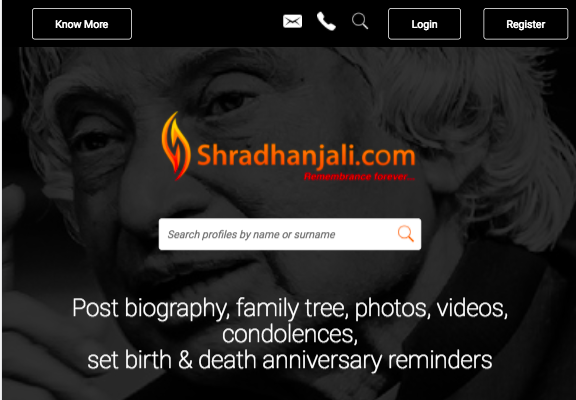 Know More
Login
Register
Shradhanjali.com
Remembrance forever...
Search profiles by name or surname
Post biography, family tree, photos, videos,
condolences,
set birth & death anniversary reminders